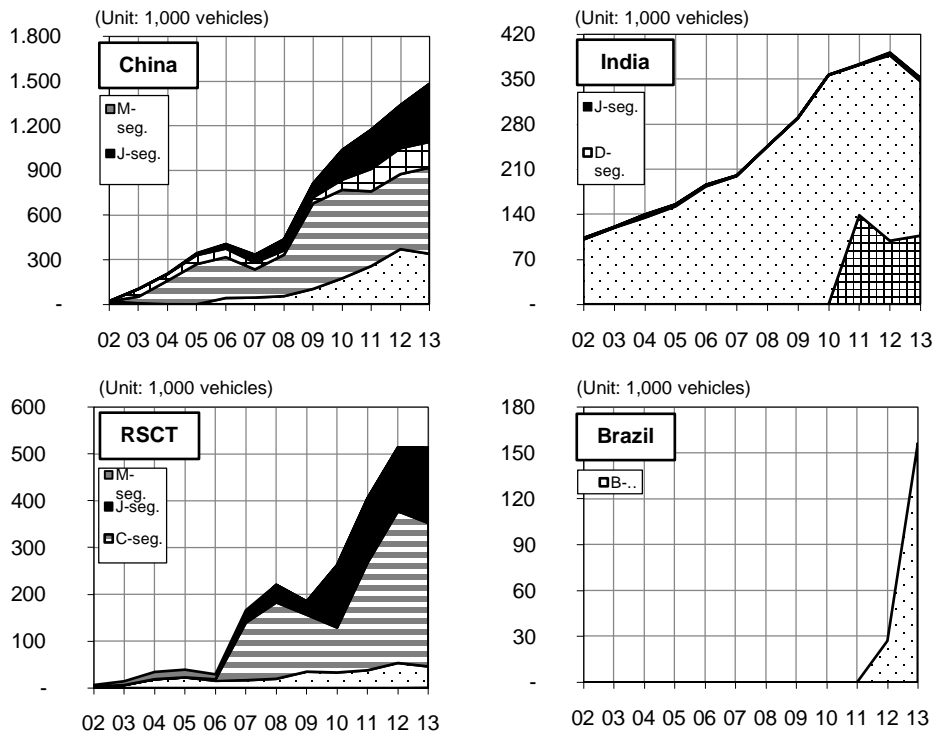 (Unit: 1,000 vehicles)
1.800
1.500
1.200
900
600
300
-
China
M-
seg.
J-seg.
02 03 04 05 06 07 08 09 10 11 12 13
(Unit: 1,000 vehicles)
420
350
280
210
140
70
-
India
J-seg.
D-
seg.
02 03 04 05 06 07 08 09 10 11 12 13
(Unit: 1,000 vehicles)
600
500
400
300
200
100
-
RSCT
M-
seg.
J-seg.
C-seg.
02 03 04 05 06 07 08 09 10 11 12 13
(Unit: 1,000 vehicles)
180
150
120
90
60
30
-
Brazil
B-..
02 03 04 05 06 07 08 09 10 11 12 13